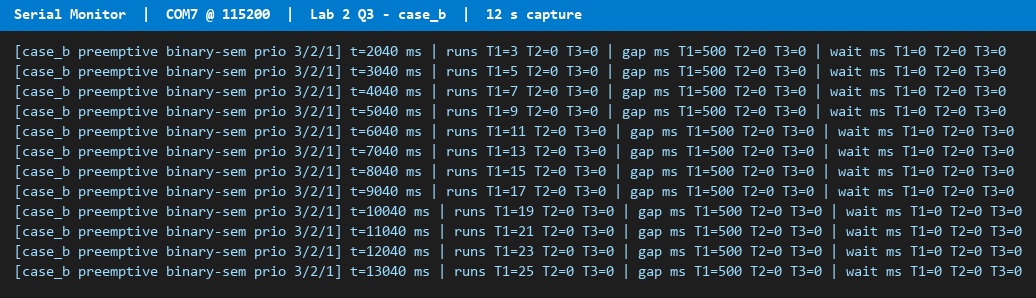 Serial Monitor | COM7 @ 115200 | Lab 2 Q3 - case_b | 12 s capture
[case_b preemptive binary-sem prio 3/2/1] t=2040 ms | runs T1=3 T2=0 T3=0 | gap ms T1=500 T2=0 T3=0 | wait ms T1=0 T2=0 T3=0
[case_b preemptive binary-sem prio 3/2/1] t=3040 ms | runs T1=5 T2=0 T3=0 | gap ms T1=500 T2=0 T3=0 | wait ms T1=0 T2=0 T3=0
[case_b preemptive binary-sem prio 3/2/1] t=4040 ms | runs T1=7 T2=0 T3=0 | gap ms T1=500 T2=0 T3=0 | wait ms T1=0 T2=0 T3=0
[case_b preemptive binary-sem prio 3/2/1] t=5040 ms | runs T1=9 T2=0 T3=0 | gap ms T1=500 T2=0 T3=0 | wait ms T1=0 T2=0 T3=0
[case_b preemptive binary-sem prio 3/2/1] t=6040 ms | runs T1=11 T2=0 T3=0 | gap ms T1=500 T2=0 T3=0 | wait ms T1=0 T2=0 T3=0
[case_b preemptive binary-sem prio 3/2/1] t=7040 ms | runs T1=13 T2=0 T3=0 | gap ms T1=500 T2=0 T3=0 | wait ms T1=0 T2=0 T3=0
[case_b preemptive binary-sem prio 3/2/1] t=8040 ms | runs T1=15 T2=0 T3=0 | gap ms T1=500 T2=0 T3=0 | wait ms T1=0 T2=0 T3=0
[case_b preemptive binary-sem prio 3/2/1] t=9040 ms | runs T1=17 T2=0 T3=0 | gap ms T1=500 T2=0 T3=0 | wait ms T1=0 T2=0 T3=0
[case_b preemptive binary-sem prio 3/2/1] t=10040 ms | runs T1=19 T2=0 T3=0 | gap ms T1=500 T2=0 T3=0 | wait ms T1=0 T2=0 T3=0
[case_b preemptive binary-sem prio 3/2/1] t=11040 ms | runs T1=21 T2=0 T3=0 | gap ms T1=500 T2=0 T3=0 | wait ms T1=0 T2=0 T3=0
[case_b preemptive binary-sem prio 3/2/1] t=12040 ms | runs T1=23 T2=0 T3=0 | gap ms T1=500 T2=0 T3=0 | wait ms T1=0 T2=0 T3=0
[case_b preemptive binary-sem prio 3/2/1] t=13040 ms | runs T1=25 T2=0 T3=0 | gap ms T1=500 T2=0 T3=0 | wait ms T1=0 T2=0 T3=0